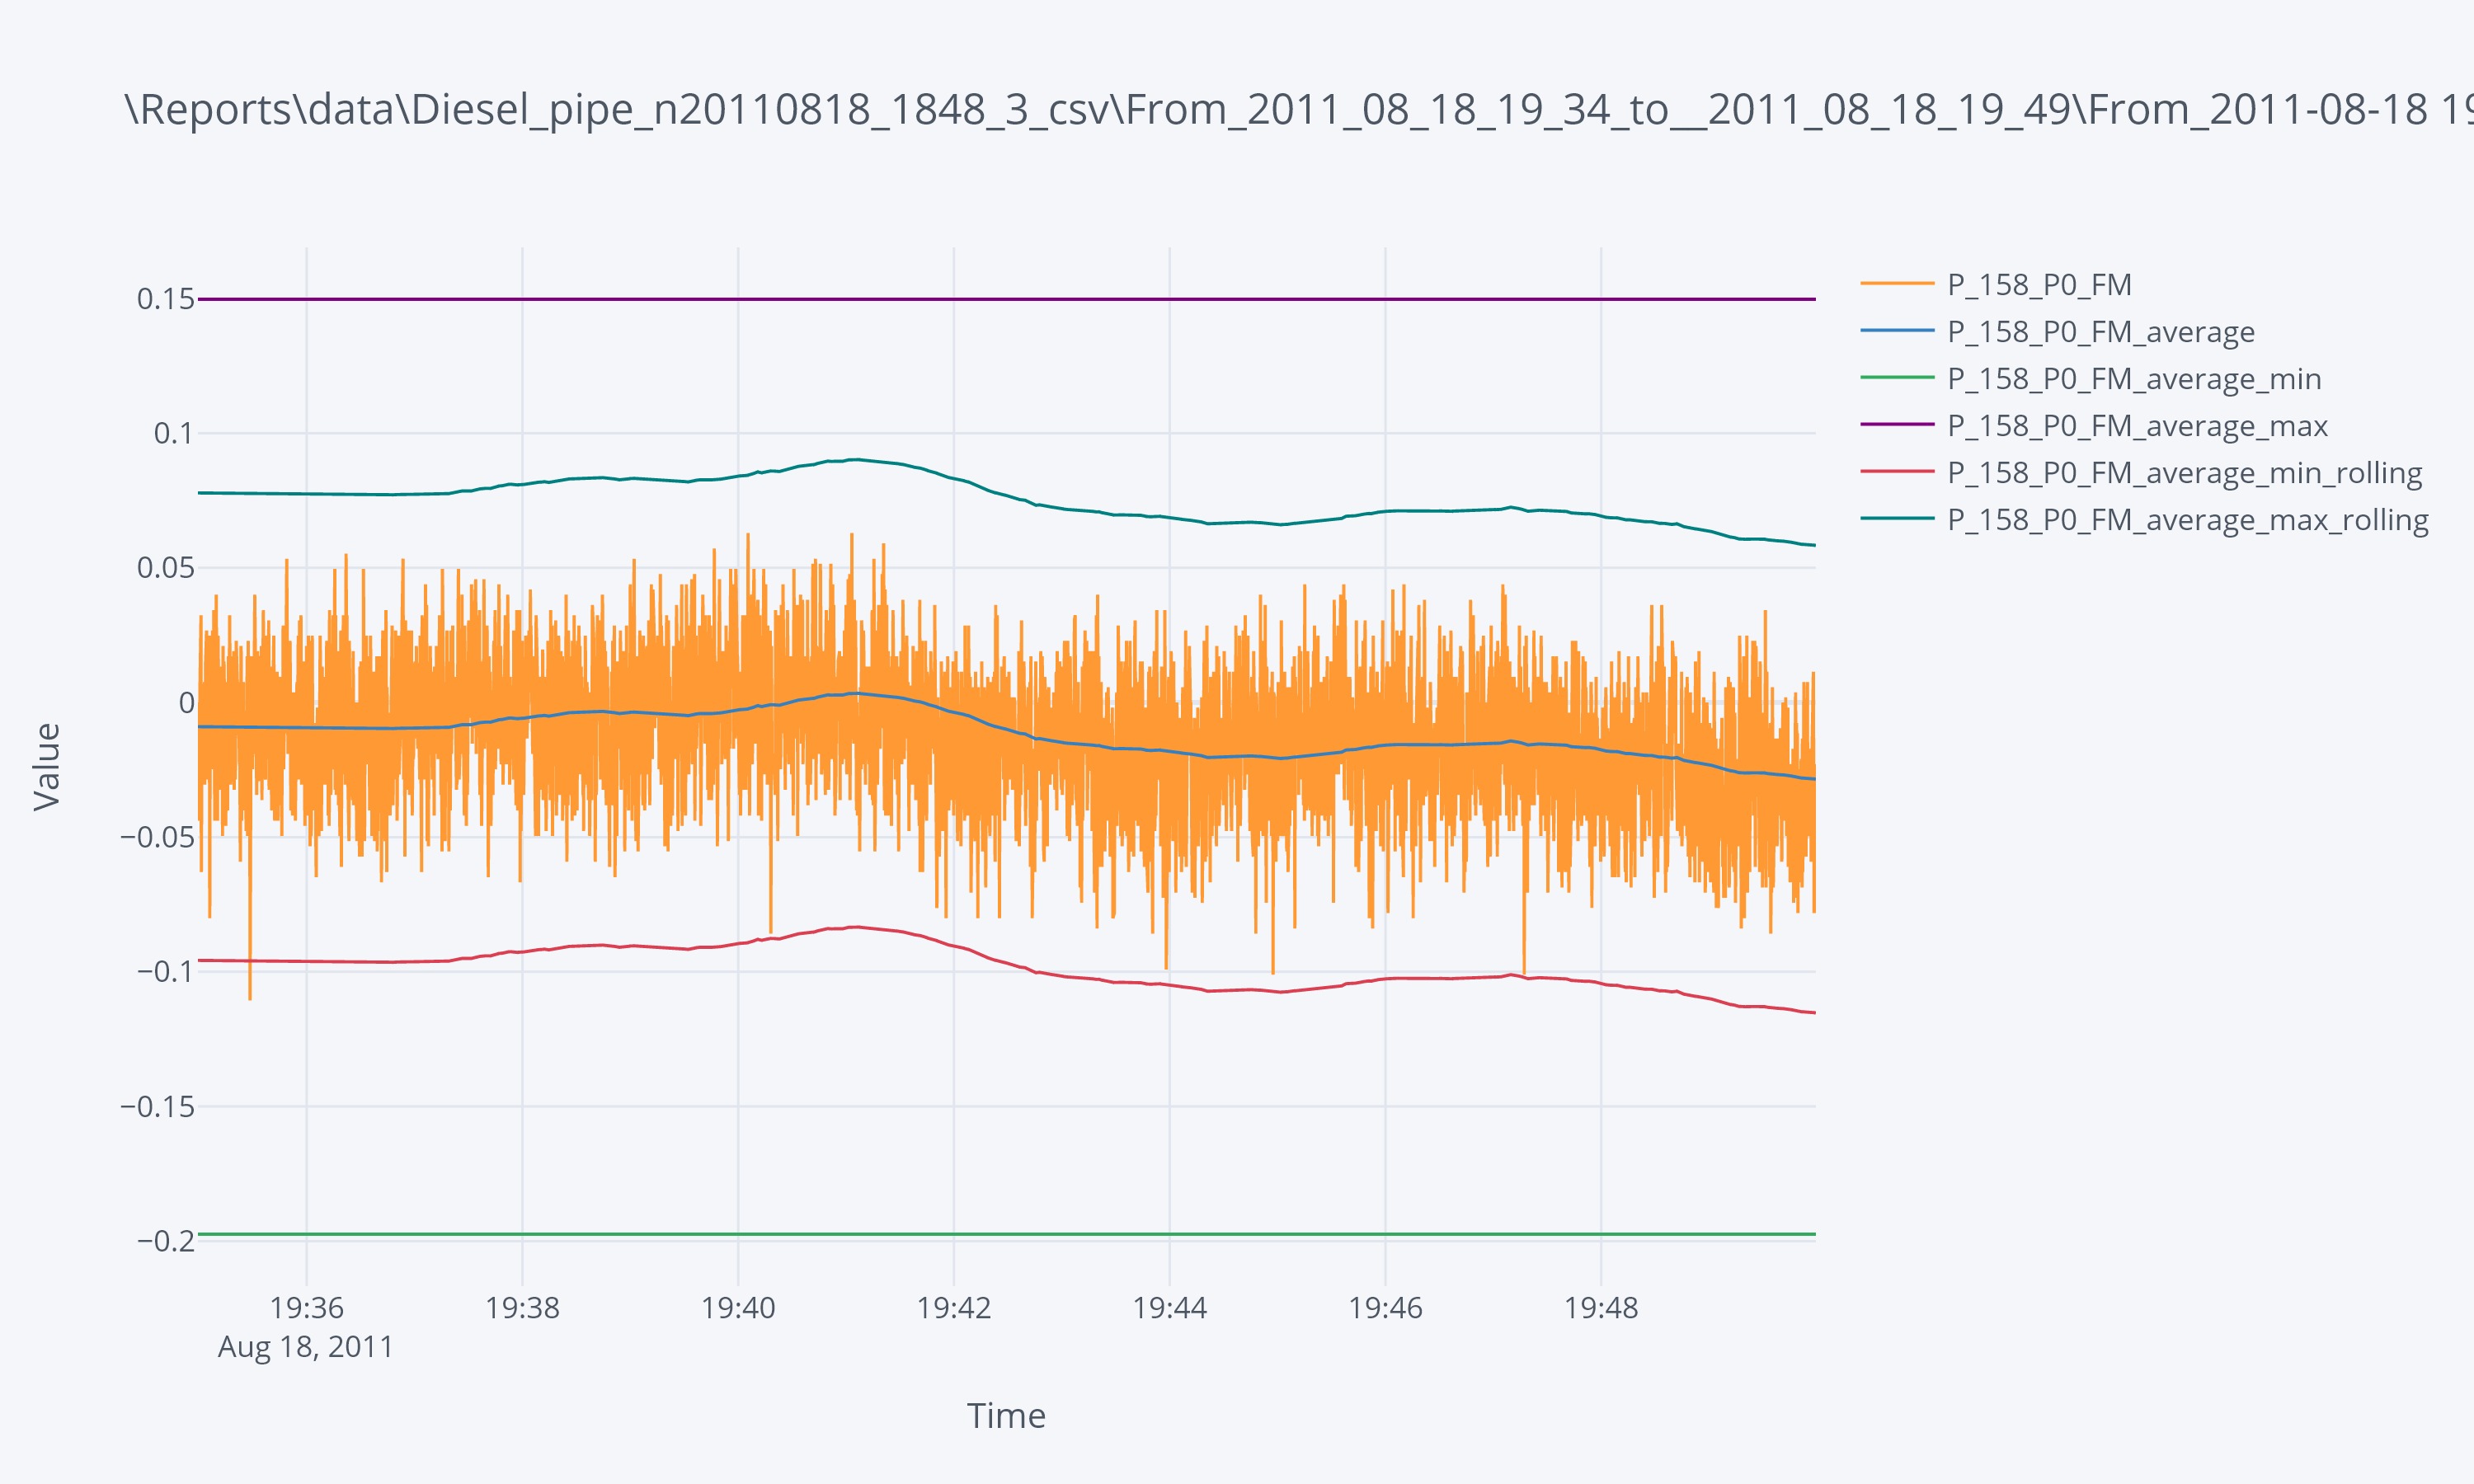 \Reports\data\Diesel_pipe_n20110818_1848_3_csv\From_2011_08_18_19_34_to__2011_08_18_19_49\From_2011-08-18 19
0.15
0.1
0.05
0
−0.05
−0.1
−0.15
−0.2
Value
19:36
Aug 18, 2011
19:38
19:40
19:42
19:44
19:46
19:48
Time
P_158_P0_FM
P_158_P0_FM_average
P_158_P0_FM_average_min
P_158_P0_FM_average_max
P_158_P0_FM_average_min_rolling
P_158_P0_FM_average_max_rolling